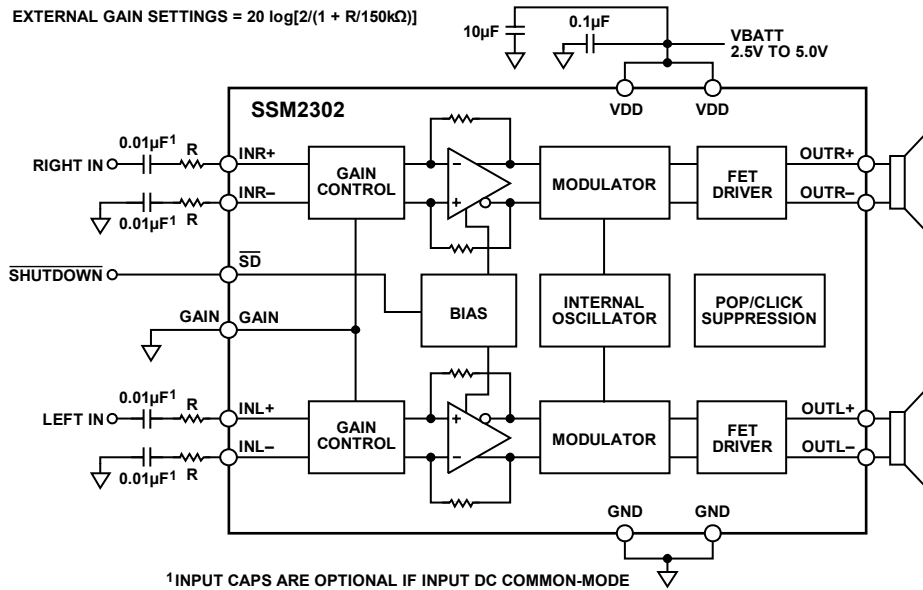 EXTERNAL GAIN SETTINGS = 20 log[2/(1 + R/150kΩ)]
10µF
0.1µF
VBATT
2.5V TO 5.0V
VDD
VDD
SSM2302
0.01µF1
R
RIGHT IN
INR+
GAIN
CONTROL
MODULATOR
FET
DRIVER
OUTR+
INR–
OUTR–
0.01µF1
R
–
+
SHUTDOWN
SD
BIAS
INTERNAL
OSCILLATOR
POP/CLICK
SUPPRESSION
GAIN
GAIN
0.01µF1
R
LEFT IN
INL+
GAIN
CONTROL
+
–
MODULATOR
FET
DRIVER
OUTL+
INL–
OUTL–
0.01µF1
R
GND
GND
1INPUT CAPS ARE OPTIONAL IF INPUT DC COMMON-MODE